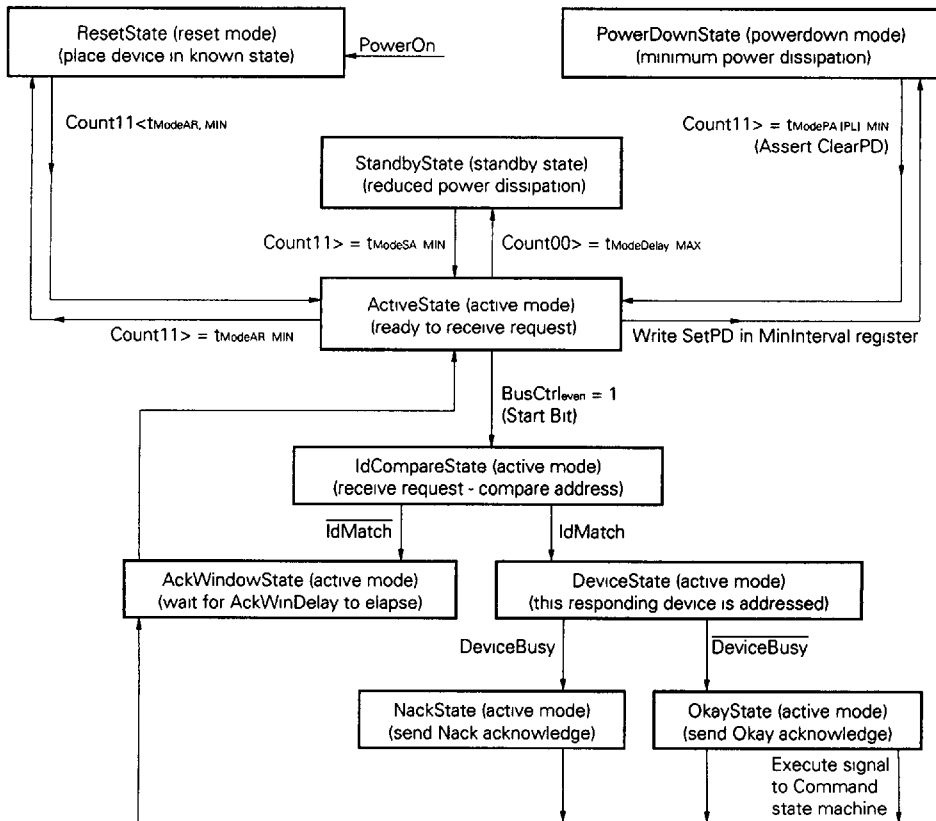 ResetState (reset mode)
(place device in known state)
PowerOn
PowerDownState (powerdown mode)
(minimum power dissipation)
Count11<tModeAR, MIN
Count11> = tModePA (PL) MIN
(Assert ClearPD)
StandbyState (standby state)
(reduced power dissipation)
Count11> = tModeSA MIN
Count00> = tModeDelay MAX
ActiveState (active mode)
(ready to receive request)
Count11> = tModeAR MIN
Write SetPD in MinInterval register
BusCtrleven = 1
(Start Bit)
IdCompareState (active mode)
(receive request - compare address)
IdMatch
IdMatch
AckWindowState (active mode)
(wait for AckWinDelay to elapse)
DeviceState (active mode)
(this responding device is addressed)
DeviceBusy
DeviceBusy
NackState (active mode)
(send Nack acknowledge)
OkayState (active mode)
(send Okay acknowledge)
Execute signal
to Command
state machine